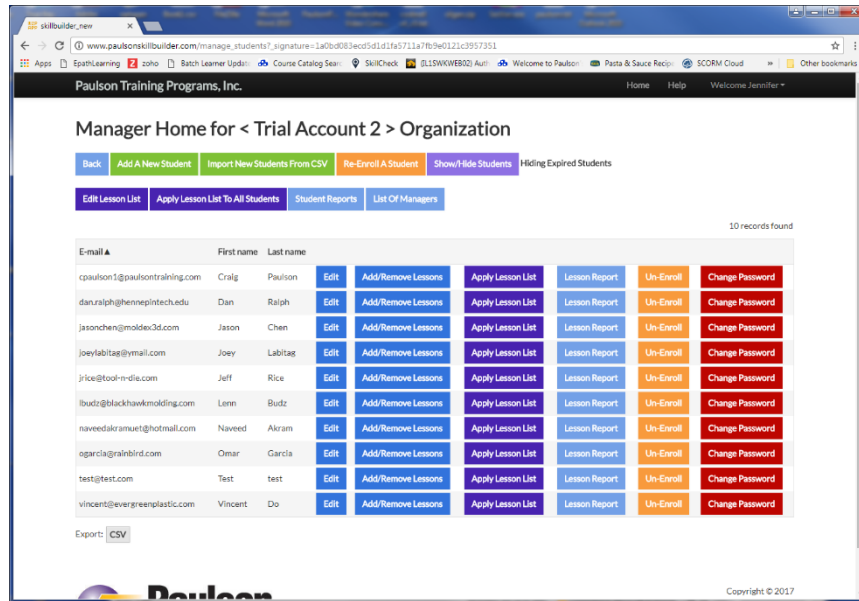 skillbuilder_new
www.paulsonskillbuilder.com/manage_students?_signature=1a0bd083ecd5d1d1fa5711a7fb9e0121c3957351
Apps EpathLearning zoho Batch Learner Updat Course Catalog Sear SkillCheck (IL1SWKWEB02) Auth Welcome to Paulson Pasta & Sauce Recip SCORM Cloud » Other bookmarks
Paulson Training Programs, Inc. Home Help Welcome Jennifer
Manager Home for < Trial Account 2 > Organization
Back Add A New Student Import New Students From CSV Re-Enroll A Student Show/Hide Students Hiding Expired Students
Edit Lesson List Apply Lesson List To All Students Student Reports List Of Managers
10 records found
E-mail▲ First name Last name
cpaulson1@paulsontraining.com Craig Paulson Edit Add/Remove Lessons Apply Lesson List Lesson Report Un-Enroll Change Password
dan.ralph@hennepintech.edu Dan Ralph Edit Add/Remove Lessons Apply Lesson List Lesson Report Un-Enroll Change Password
jasonchen@moldex3d.com Jason Chen Edit Add/Remove Lessons Apply Lesson List Lesson Report Un-Enroll Change Password
joeylabitag@ymail.com Joey Labitag Edit Add/Remove Lessons Apply Lesson List Lesson Report Un-Enroll Change Password
jrice@tool-n-die.com Jeff Rice Edit Add/Remove Lessons Apply Lesson List Lesson Report Un-Enroll Change Password
lbudz@blackhawkmolding.com Lenn Budz Edit Add/Remove Lessons Apply Lesson List Lesson Report Un-Enroll Change Password
naveedakramuet@hotmail.com Naveed Akram Edit Add/Remove Lessons Apply Lesson List Lesson Report Un-Enroll Change Password
ogarcia@rainbird.com Omar Garcia Edit Add/Remove Lessons Apply Lesson List Lesson Report Un-Enroll Change Password
test@test.com Test test Edit Add/Remove Lessons Apply Lesson List Lesson Report Un-Enroll Change Password
vincent@evergreenplastic.com Vincent Do Edit Add/Remove Lessons Apply Lesson List Lesson Report Un-Enroll Change Password
Export: CSV
Paulson Copyright © 2017